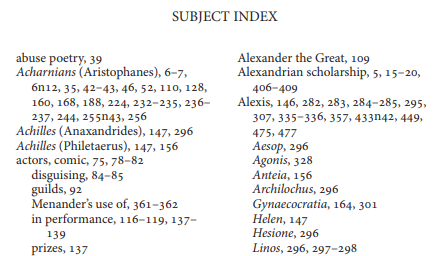 SUBJECT INDEX
abuse poetry, 39
Acharnians (Aristophanes), 6–7,
6n12, 35, 42–43, 46, 52, 110, 128,
160, 168, 188, 224, 232–235, 236–
237, 244, 255n43, 256
Achilles (Anaxandrides), 147, 296
Achilles (Philetaerus), 147, 156
actors, comic, 75, 78–82
disguising, 84–85
guilds, 92
Menander's use of, 361–362
in performance, 116–119, 137–
139
prizes, 137
Alexander the Great, 109
Alexandrian scholarship, 5, 15–20,
406–409
Alexis, 146, 282, 283, 284–285, 295,
307, 335–336, 357, 433n42, 449,
475, 477
Aesop, 296
Agonis, 328
Anteia, 156
Archilochus, 296
Gynaecocratia, 164, 301
Helen, 147
Hesione, 296
Linos, 296, 297–298